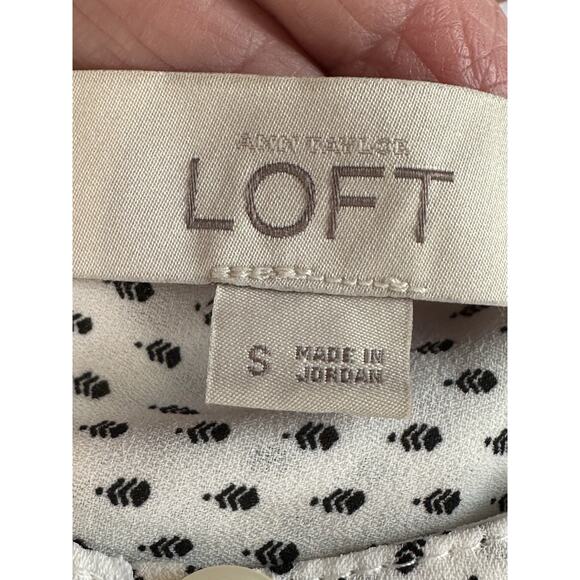 ANN TAYLOR
LOFT
S
MADE IN
JORDAN